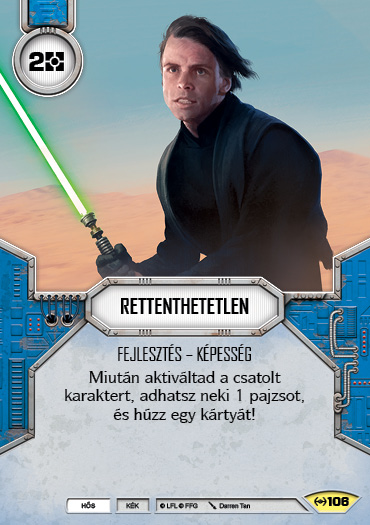 2
RETTENTHETETLEN
FEJLESZTÉS – KÉPESSÉG
Miután aktiváltad a csatolt
karaktert, adhatsz neki 1 pajzsot,
és húzz egy kártyát!
HŐS KÉK © LFL © FFG Darren Tan 108